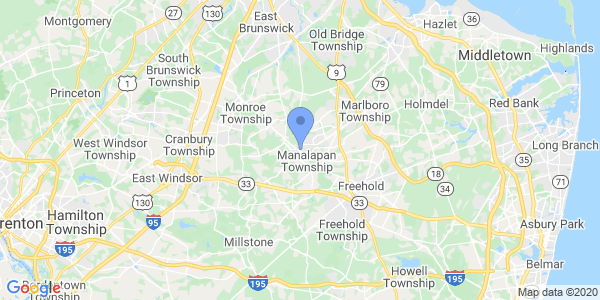 Montgomery
130
East
Brunswick
Old Bridge
Township
Hazlet
36
Highlands
Middletown
South
Brunswick
Township
1
9
79
Princeton
Monroe
Township
Marlboro
Township
Holmdel
Red Bank
West Windsor
Township
Cranbury
Township
Manalapan
Township
35
Long Branch
East Windsor
33
18
34
71
130
Freehold
33
Hamilton
Township
95
Freehold
Township
Asbury Park
195
Millstone
Belmar
195
Howell
Township
195
Google
Township
Map data ©2020